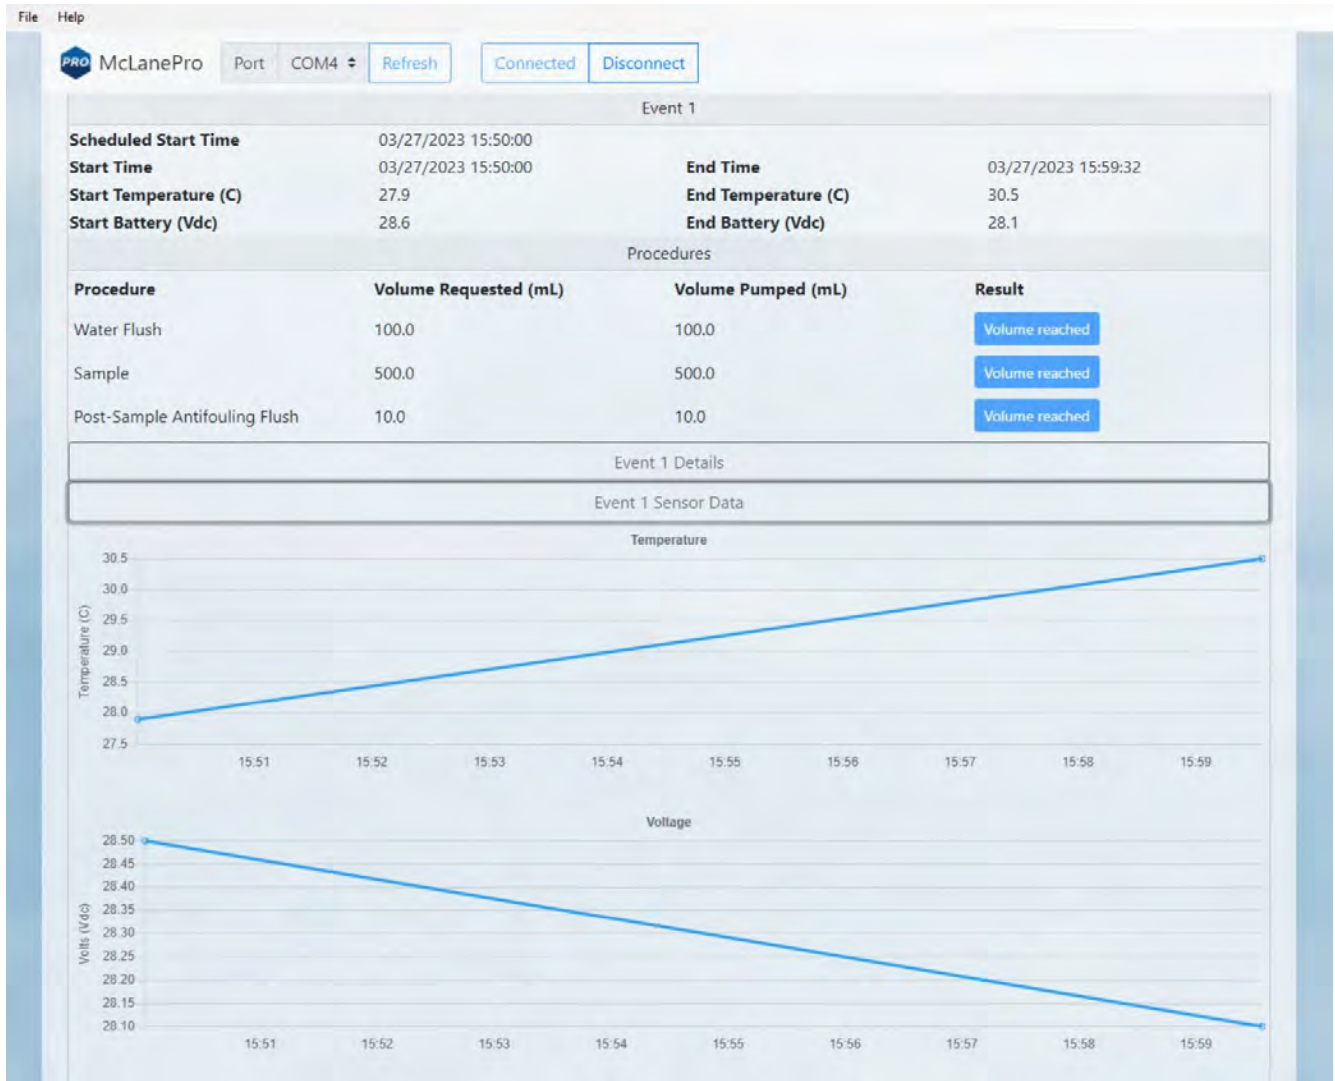 File Help
PRO McLanePro Port COM4 Refresh Connected Disconnect
Event 1
Scheduled Start Time 03/27/2023 15:50:00
Start Time 03/27/2023 15:50:00 End Time 03/27/2023 15:59:32
Start Temperature (C) 27.9 End Temperature (C) 30.5
Start Battery (Vdc) 28.6 End Battery (Vdc) 28.1
Procedures
Procedure Volume Requested (mL) Volume Pumped (mL) Result
Water Flush 100.0 100.0 Volume reached
Sample 500.0 500.0 Volume reached
Post-Sample Antifouling Flush 10.0 10.0 Volume reached
Event 1 Details
Event 1 Sensor Data
Temperature
Temperature (C)
30.5
30.0
29.5
29.0
28.5
28.0
27.5
15:51 15:52 15:53 15:54 15:55 15:56 15:57 15:58 15:59
Voltage
Volts (Vdc)
28.50
28.45
28.40
28.35
28.30
28.25
28.20
28.15
28.10
15:51 15:52 15:53 15:54 15:55 15:56 15:57 15:58 15:59